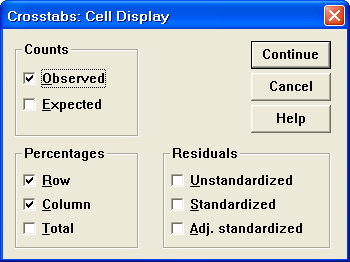 Crosstabs: Cell Display
Counts
Observed
Expected
Continue
Cancel
Help
Percentages
Row
Column
Total
Residuals
Unstandardized
Standardized
Adj. standardized